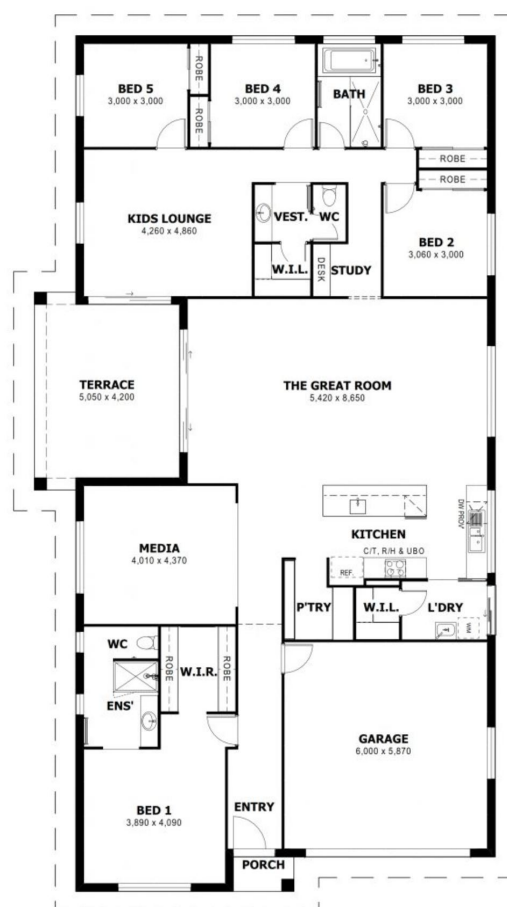 BED 5
3,000 x 3,000
ROBE
ROBE
BED 4
3,000 x 3,000
BATH
BED 3
3,000 x 3,000
ROBE
ROBE
KIDS LOUNGE
4,260 x 4,860
VEST.
WC
W.I.L.
DESK
STUDY
BED 2
3,060 x 3,000
TERRACE
5,050 x 4,200
THE GREAT ROOM
5,420 x 8,650
MEDIA
4,010 x 4,370
KITCHEN
C/T, R/H & UBO
DW PROV
REF.
P'TRY
W.I.L.
L'DRY
WM
WC
ENS'
ROBE
W.I.R.
ROBE
GARAGE
6,000 x 5,870
BED 1
3,890 x 4,090
ENTRY
PORCH